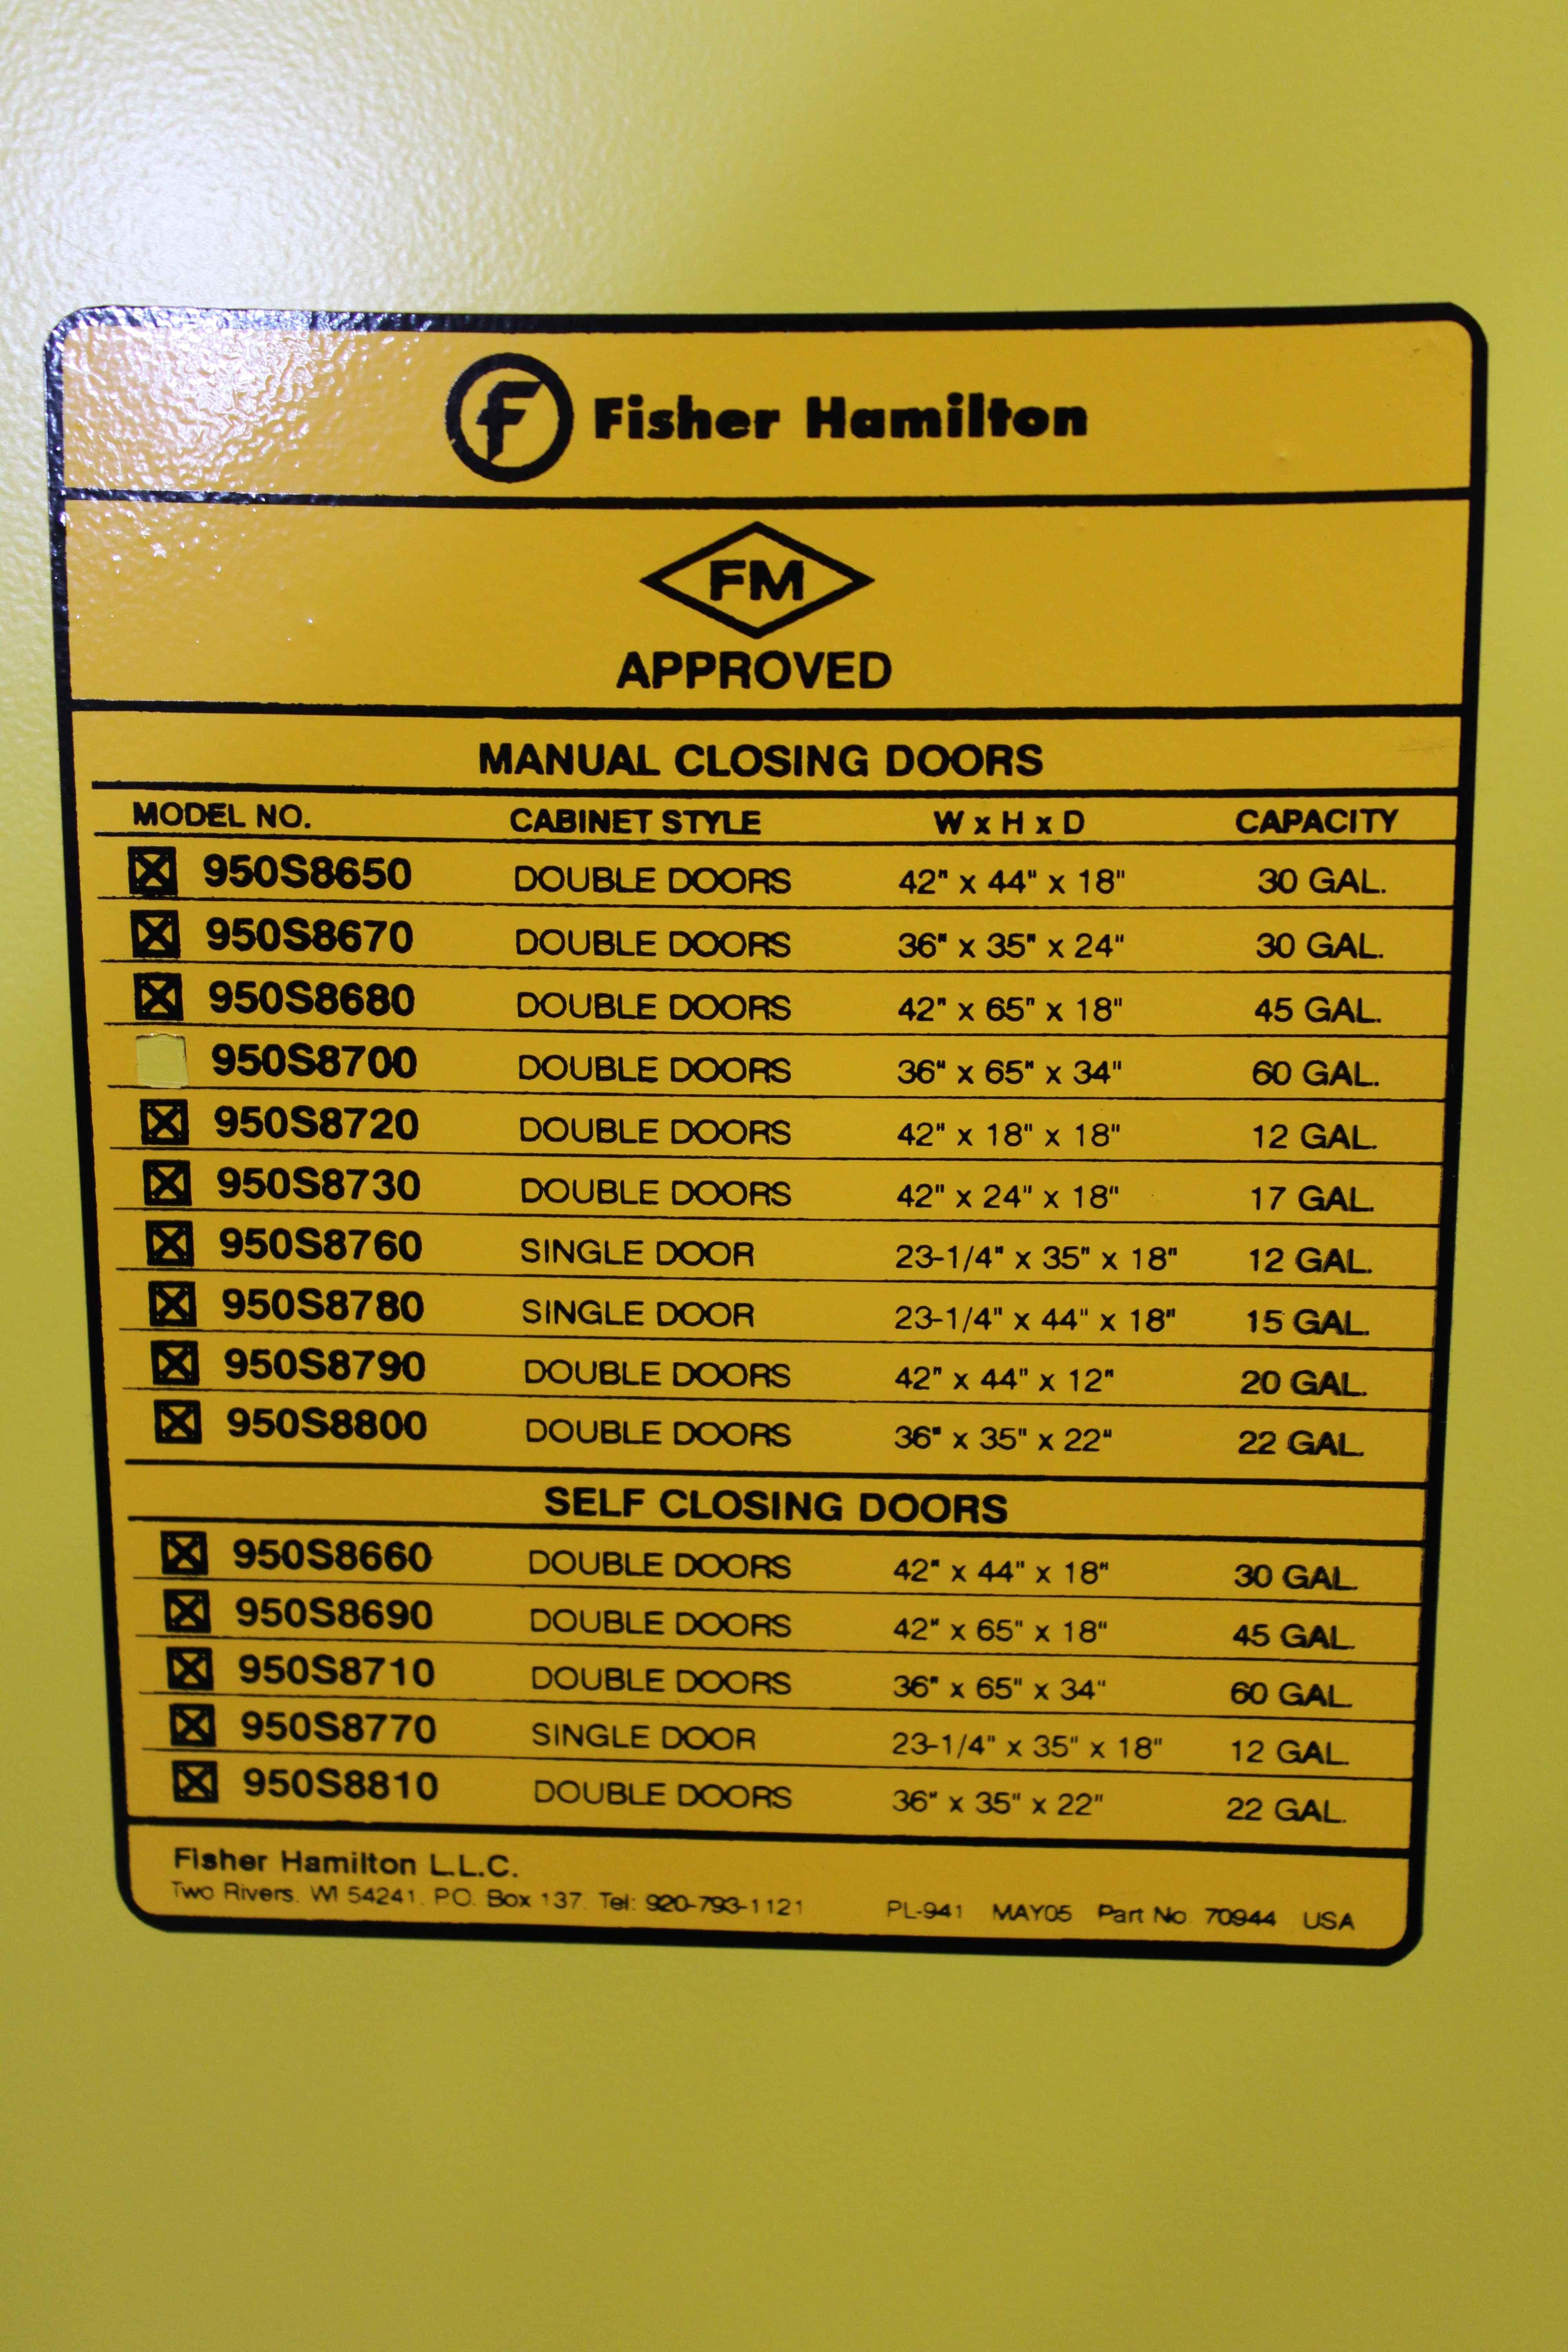 F Fisher Hamilton
FM
APPROVED
MANUAL CLOSING DOORS
MODEL NO. CABINET STYLE W x H x D CAPACITY
☒ 950S8650 DOUBLE DOORS 42" x 44" x 18" 30 GAL.
☒ 950S8670 DOUBLE DOORS 36" x 35" x 24" 30 GAL.
☒ 950S8680 DOUBLE DOORS 42" x 65" x 18" 45 GAL.
950S8700 DOUBLE DOORS 36" x 65" x 34" 60 GAL.
☒ 950S8720 DOUBLE DOORS 42" x 18" x 18" 12 GAL.
☒ 950S8730 DOUBLE DOORS 42" x 24" x 18" 17 GAL.
☒ 950S8760 SINGLE DOOR 23-1/4" x 35" x 18" 12 GAL.
☒ 950S8780 SINGLE DOOR 23-1/4" x 44" x 18" 15 GAL.
☒ 950S8790 DOUBLE DOORS 42" x 44" x 12" 20 GAL.
☒ 950S8800 DOUBLE DOORS 36" x 35" x 22" 22 GAL.
SELF CLOSING DOORS
☒ 950S8660 DOUBLE DOORS 42" x 44" x 18" 30 GAL.
☒ 950S8690 DOUBLE DOORS 42" x 65" x 18" 45 GAL.
☒ 950S8710 DOUBLE DOORS 36" x 65" x 34" 60 GAL.
☒ 950S8770 SINGLE DOOR 23-1/4" x 35" x 18" 12 GAL.
☒ 950S8810 DOUBLE DOORS 36" x 35" x 22" 22 GAL.
Fisher Hamilton L.L.C.
Two Rivers, WI 54241. P.O. Box 137. Tel: 920-793-1121 PL-941 MAY05 Part No. 70944 USA